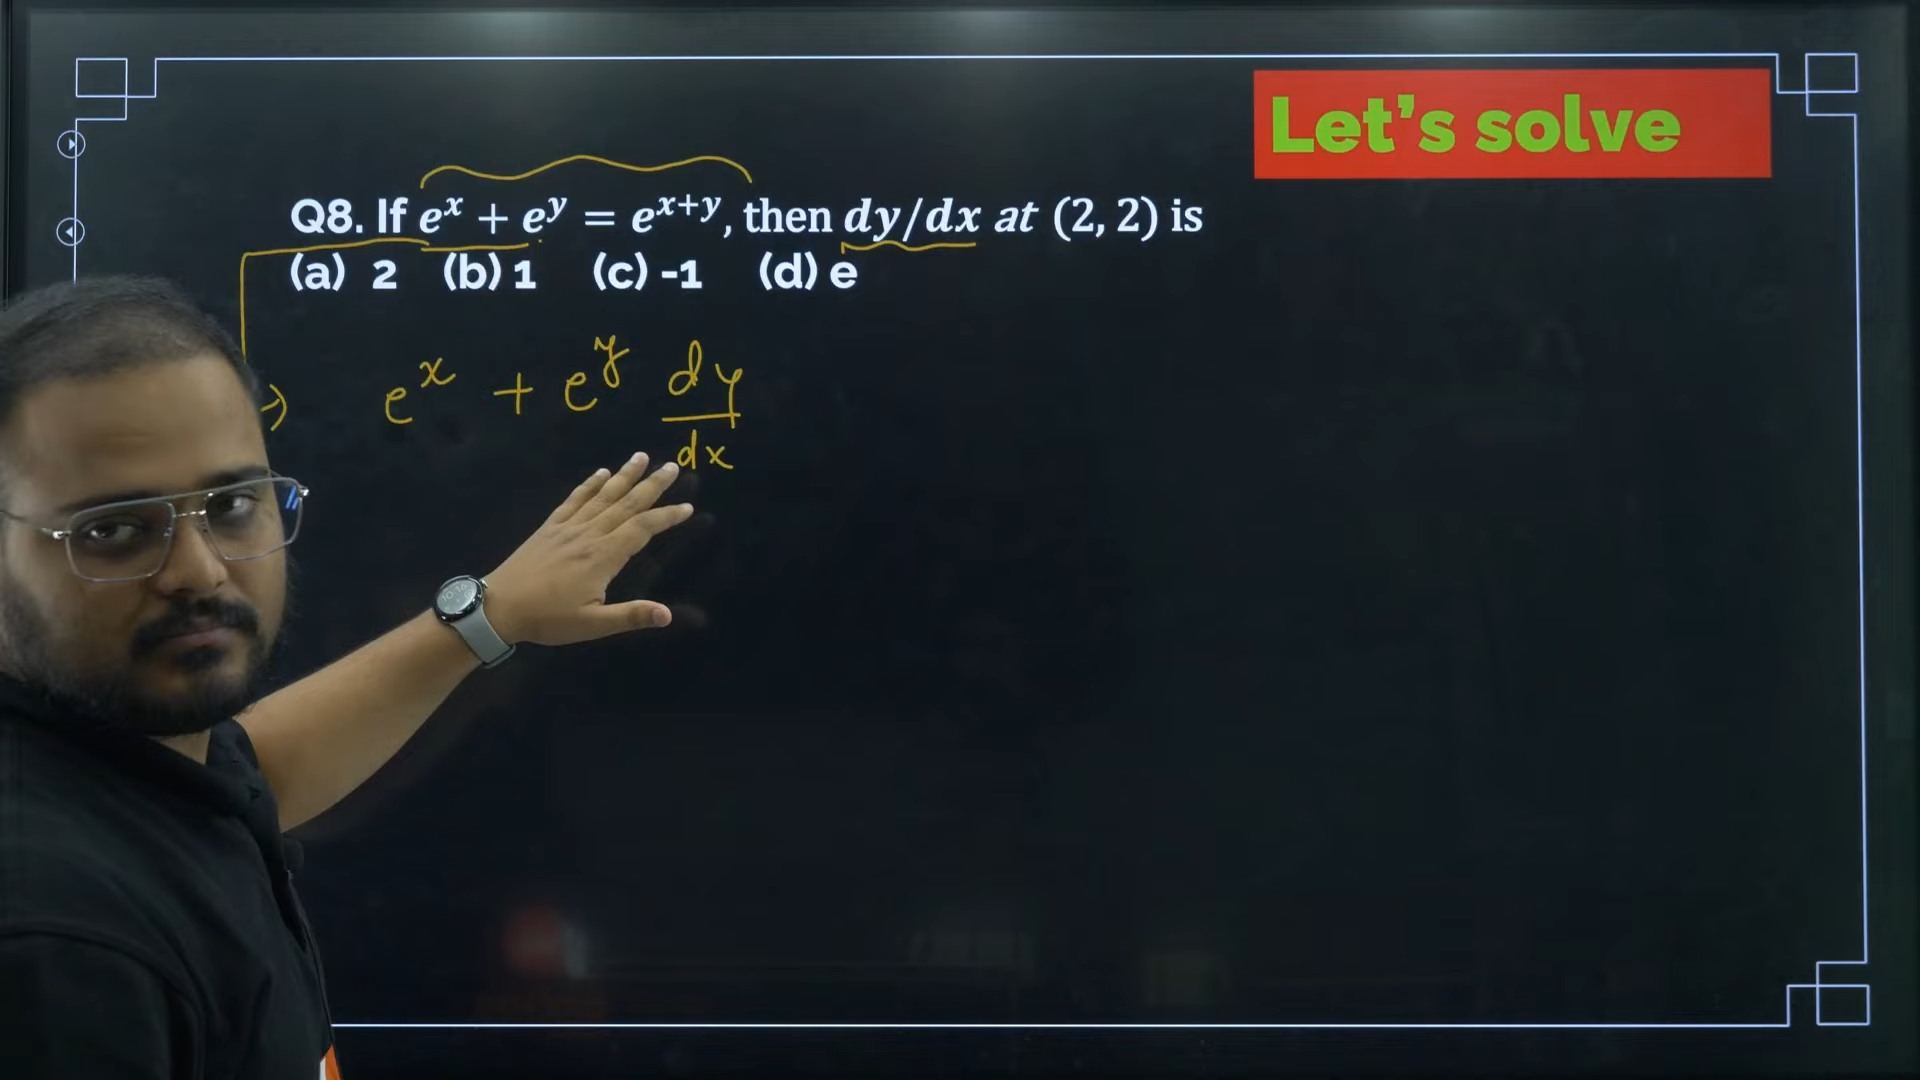 Let's solve
Q8. If eˣ + eʸ = eˣ⁺ʸ, then dy/dx at (2, 2) is
(a) 2 (b) 1 (c) -1 (d) e
⇒ eˣ + eʸ dy/dx